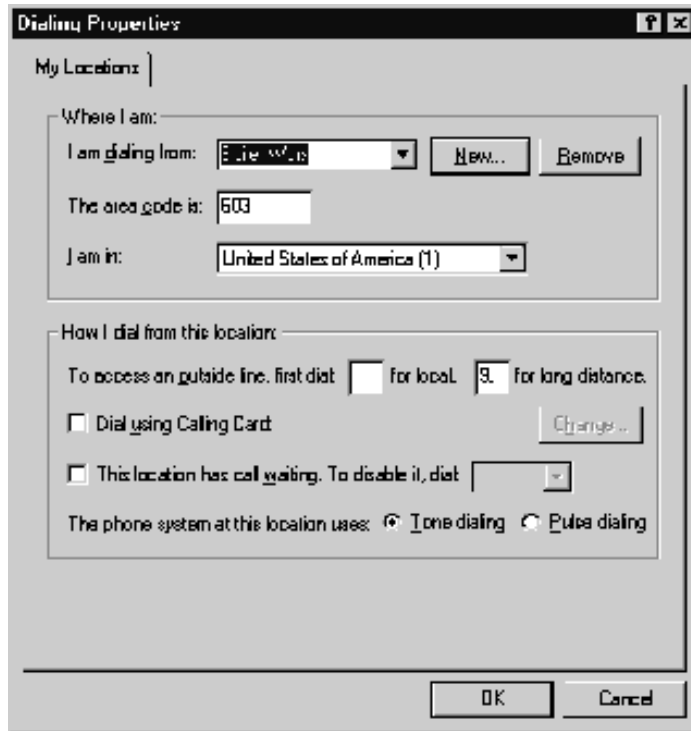 Dialing Properties
My Locations
Where I am:
I am dialing from:
New...
Remove
The area code is: 603
I am in: United States of America (1)
How I dial from this location:
To access an outside line, first dial: for local, 9, for long distance.
Dial using Calling Card:
Change...
This location has call waiting. To disable it, dial:
The phone system at this location uses: Tone dialing Pulse dialing
OK
Cancel